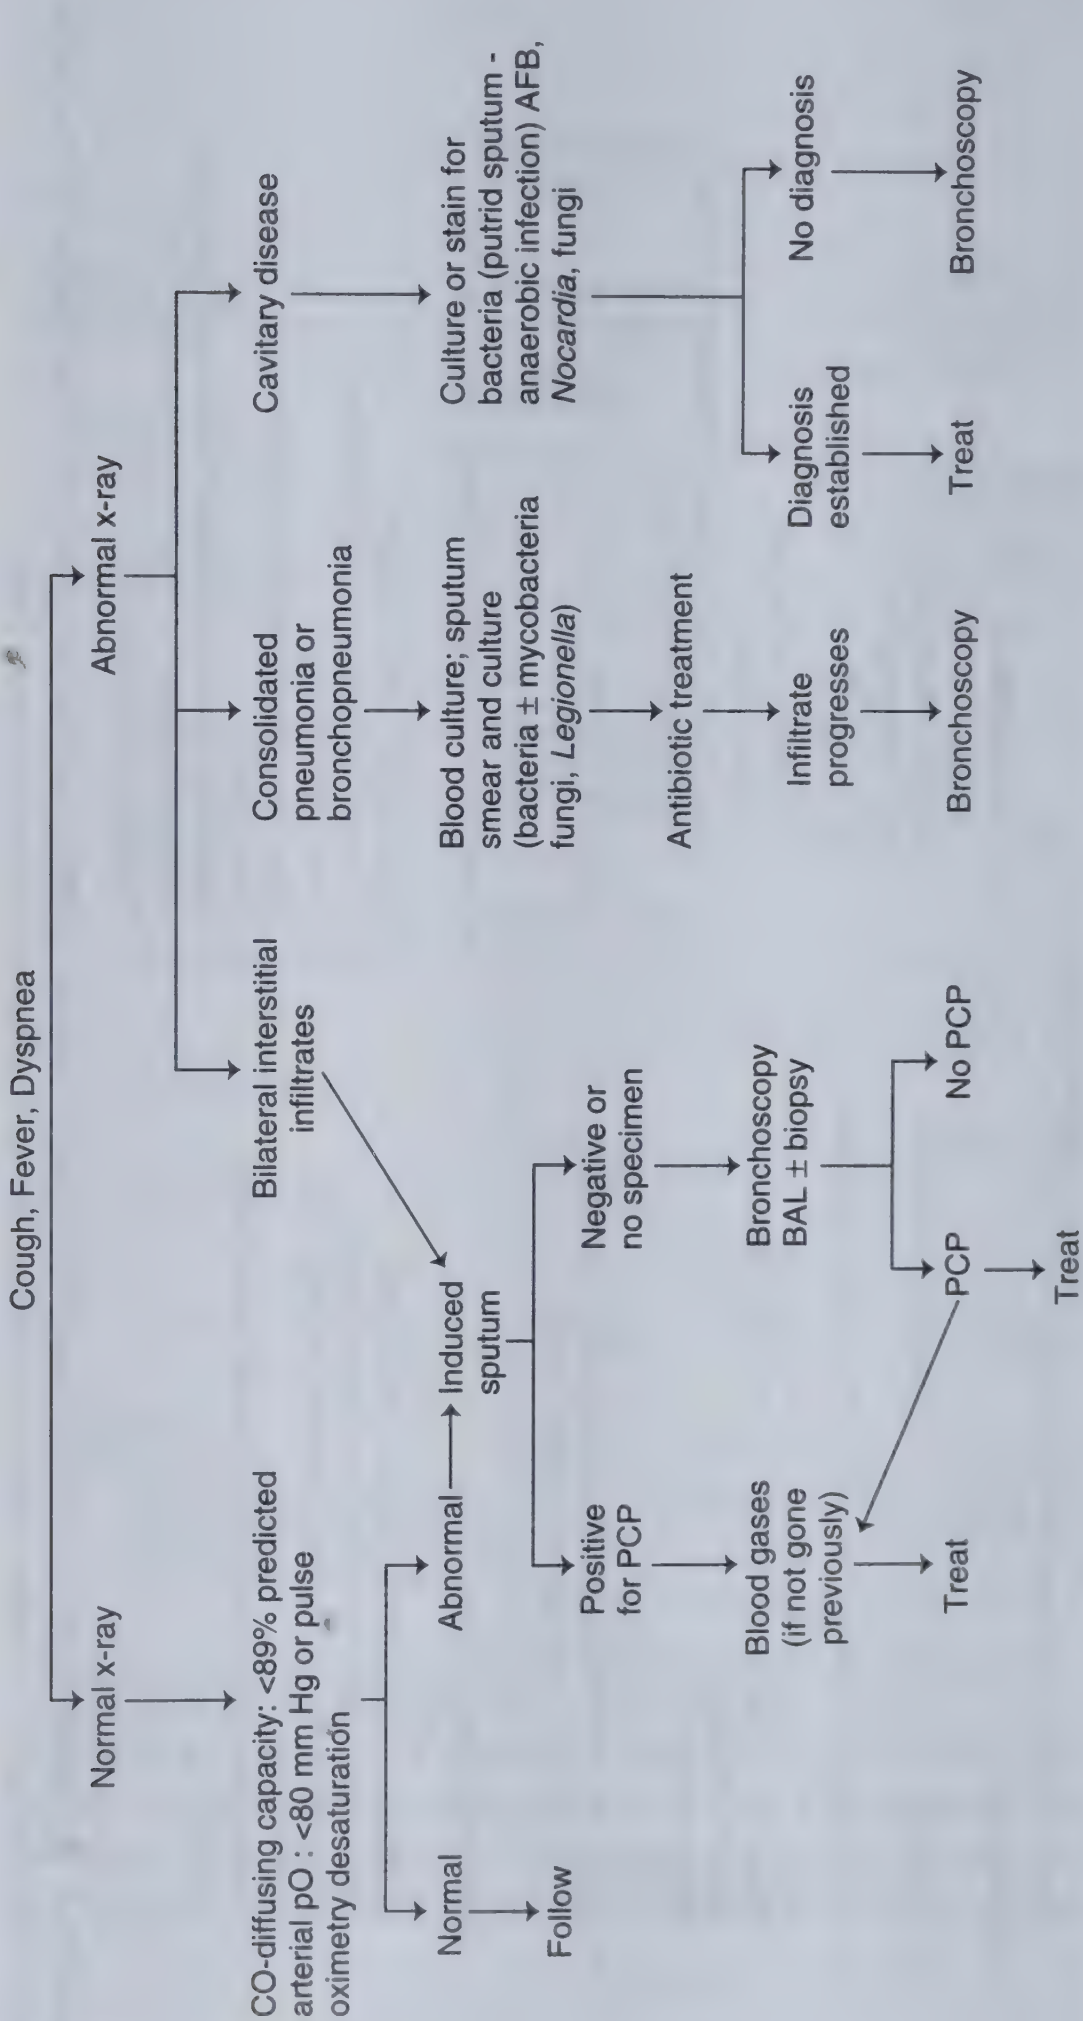 Cough, Fever, Dyspnea
Normal x-ray
Abnormal x-ray
CO-diffusing capacity: <89% predicted
arterial pO : <80 mm Hg or pulse
oximetry desaturation
Normal
Follow
Abnormal
Induced
sputum
Positive
for PCP
Blood gases
(if not gone
previously)
Treat
Negative or
no specimen
Bronchoscopy
BAL ± biopsy
PCP
Treat
No PCP
Bilateral interstitial
infiltrates
Consolidated
pneumonia or
bronchopneumonia
Blood culture; sputum
smear and culture
(bacteria ± mycobacteria
fungi, Legionella)
Antibiotic treatment
Infiltrate
progresses
Bronchoscopy
Cavitary disease
Culture or stain for
bacteria (putrid sputum -
anaerobic infection) AFB,
Nocardia, fungi
Diagnosis
established
Treat
No diagnosis
Bronchoscopy